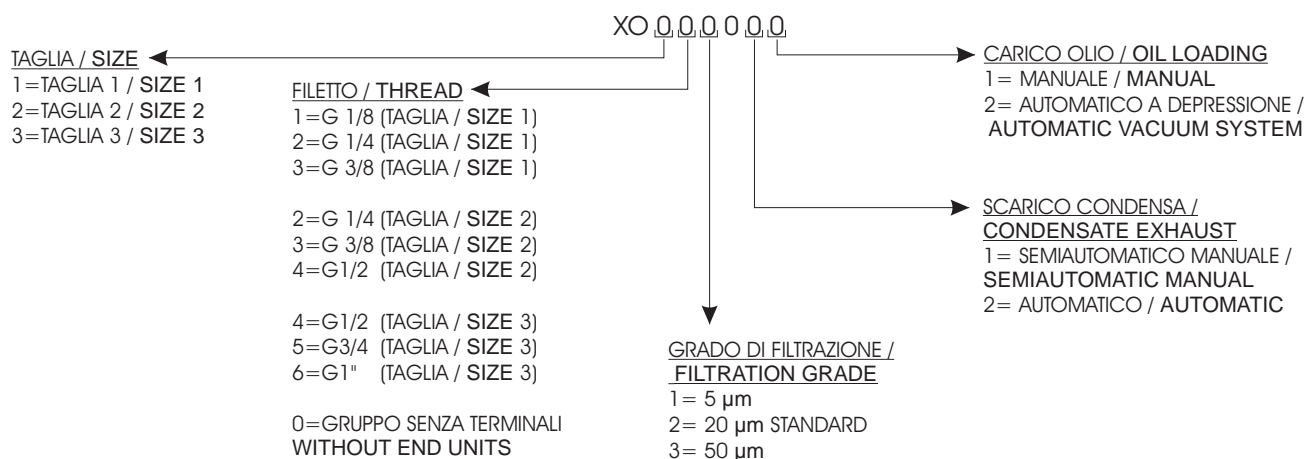 XO 0 0 0 0 0 0
TAGLIA / SIZE
1=TAGLIA 1 / SIZE 1
2=TAGLIA 2 / SIZE 2
3=TAGLIA 3 / SIZE 3
FILETTO / THREAD
1=G 1/8 (TAGLIA / SIZE 1)
2=G 1/4 (TAGLIA / SIZE 1)
3=G 3/8 (TAGLIA / SIZE 1)
2=G 1/4 (TAGLIA / SIZE 2)
3=G 3/8 (TAGLIA / SIZE 2)
4=G1/2 (TAGLIA / SIZE 2)
4=G1/2 (TAGLIA / SIZE 3)
5=G3/4 (TAGLIA / SIZE 3)
6=G1" (TAGLIA / SIZE 3)
0=GRUPPO SENZA TERMINALI
WITHOUT END UNITS
GRADO DI FILTRAZIONE /
FILTRATION GRADE
1= 5 µm
2= 20 µm STANDARD
3= 50 µm
CARICO OLIO / OIL LOADING
1= MANUALE / MANUAL
2= AUTOMATICO A DEPRESSIONE /
AUTOMATIC VACUUM SYSTEM
SCARICO CONDENSA /
CONDENSATE EXHAUST
1= SEMIAUTOMATICO MANUALE /
SEMIAUTOMATIC MANUAL
2= AUTOMATICO / AUTOMATIC